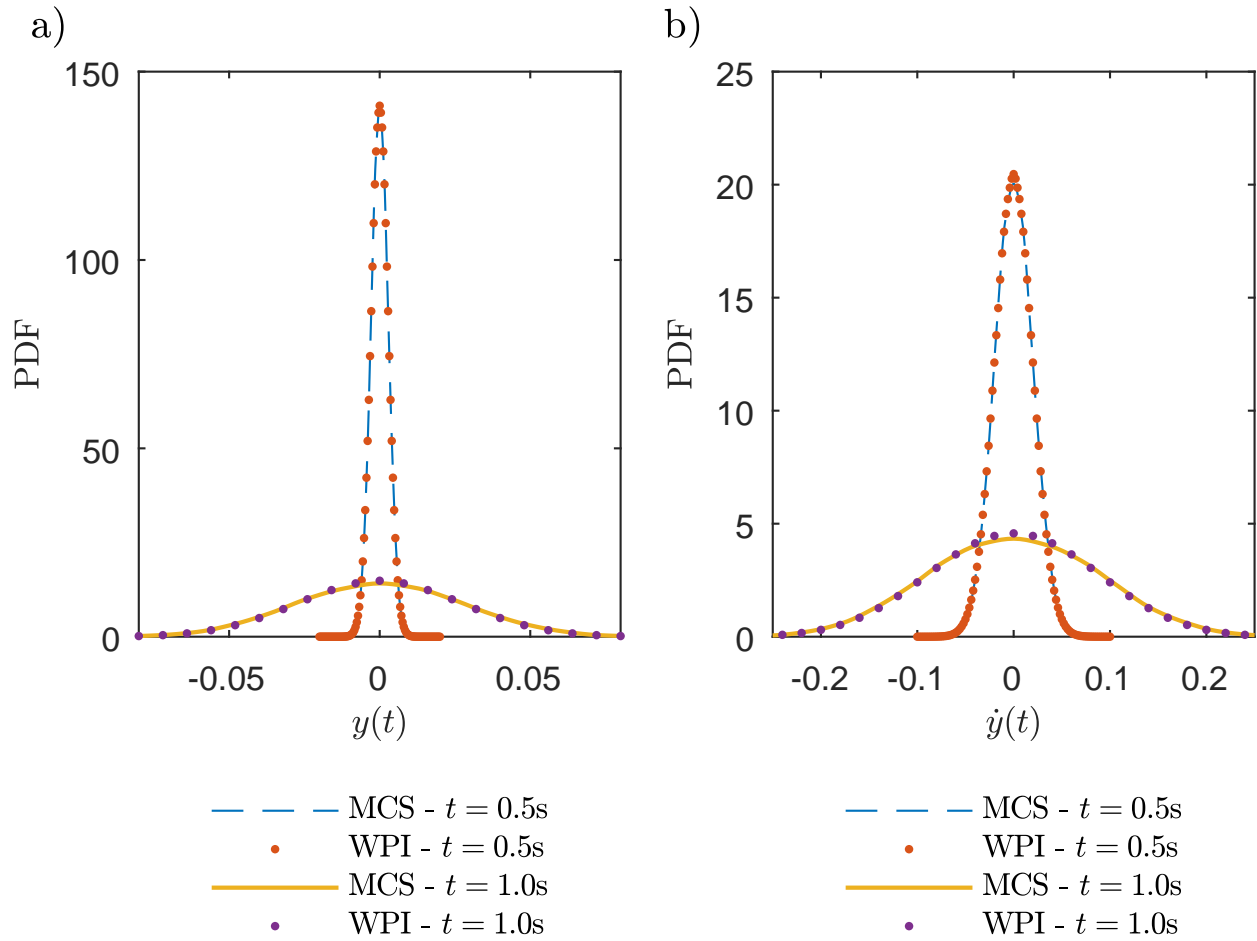 a)
150
100
50
0
PDF
-0.05
0
0.05
y(t)
MCS - t = 0.5s
WPI - t = 0.5s
MCS - t = 1.0s
WPI - t = 1.0s
b)
25
20
15
10
5
0
PDF
-0.2
-0.1
0
0.1
0.2
ẏ(t)
MCS - t = 0.5s
WPI - t = 0.5s
MCS - t = 1.0s
WPI - t = 1.0s